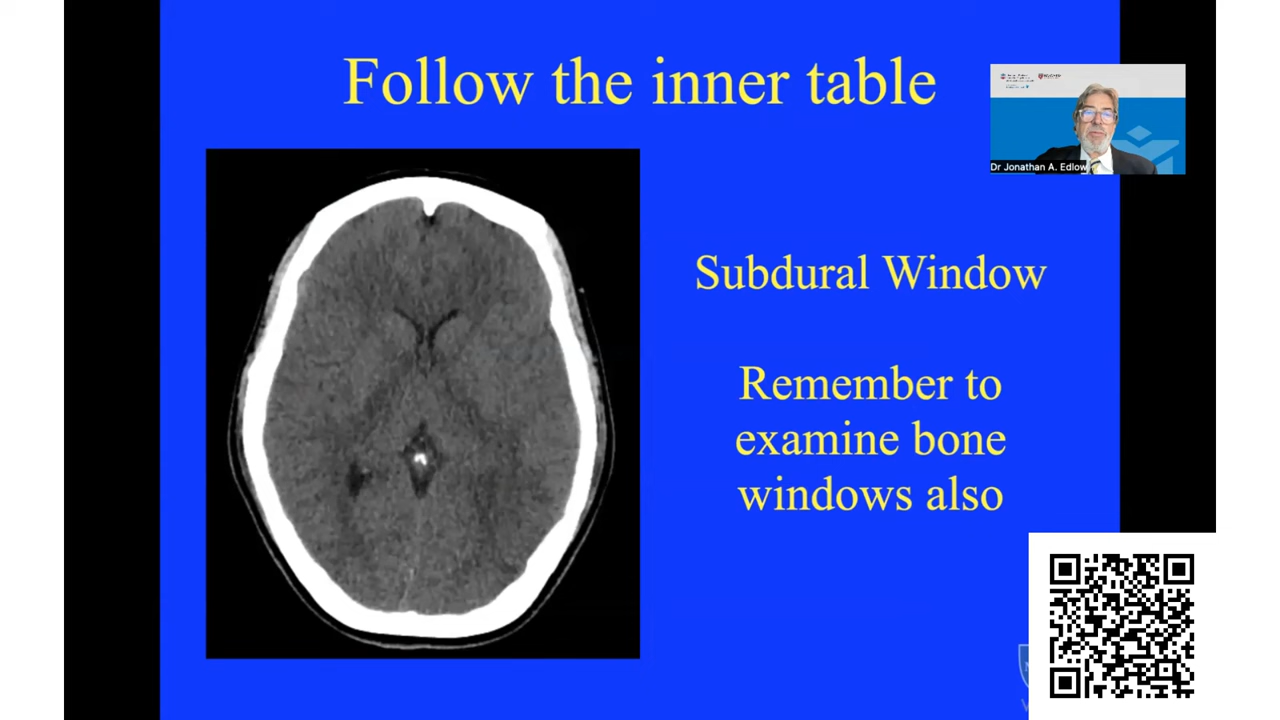 Follow the inner table
Dr Jonathan A. Edlow
Subdural Window
Remember to
examine bone
windows also